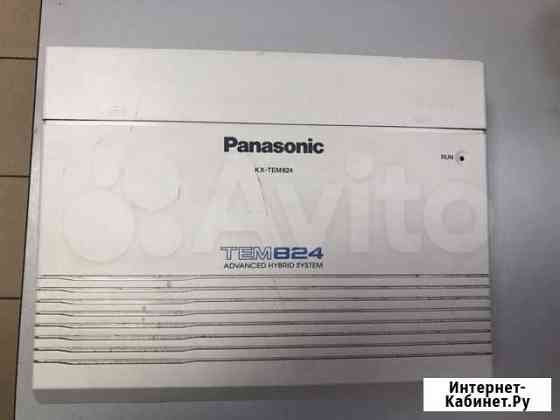 Panasonic
KX-TEM824
RUN
Avito
TEM824
ADVANCED HYBRID SYSTEM
Интернет-
Кабинет.Ру